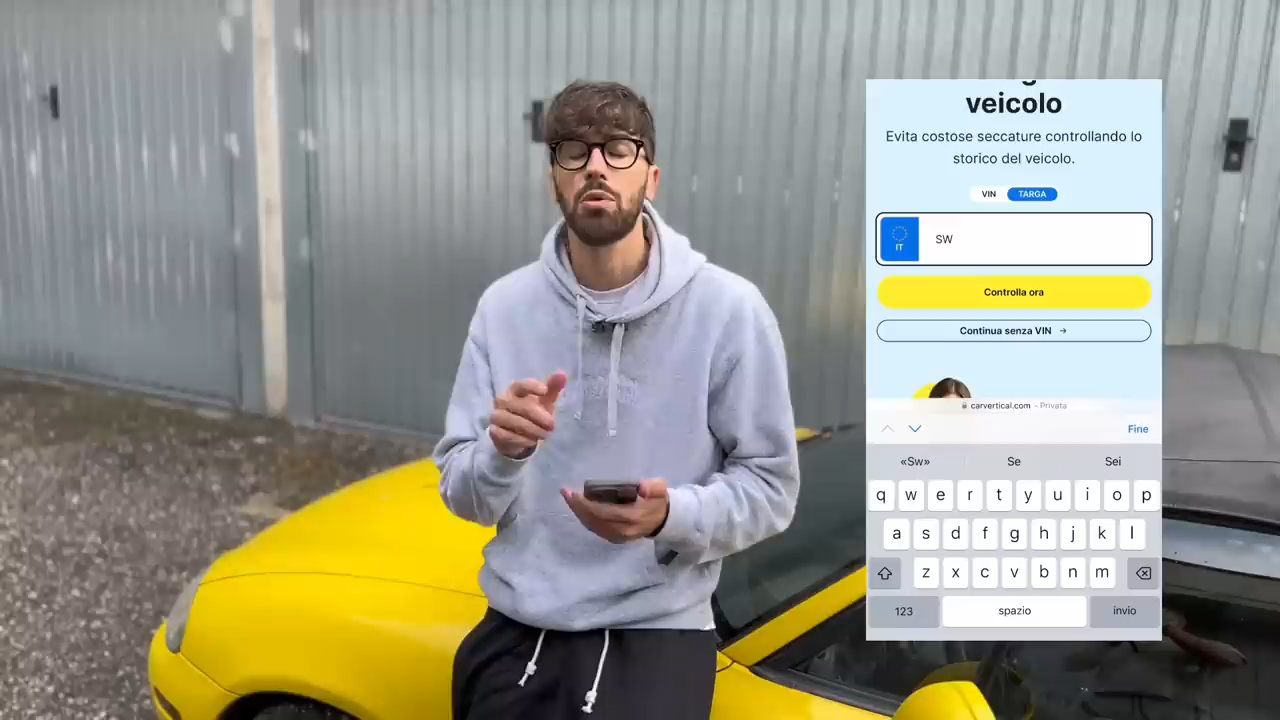 veicolo
Evita costose seccature controllando lo
storico del veicolo.
VIN TARGA
IT SW
Controlla ora
Continua senza VIN →
carvertical.com - Privata
Fine
«Sw» Se Sei
q w e r t y u i o p
a s d f g h j k l
z x c v b n m
123 spazio invio